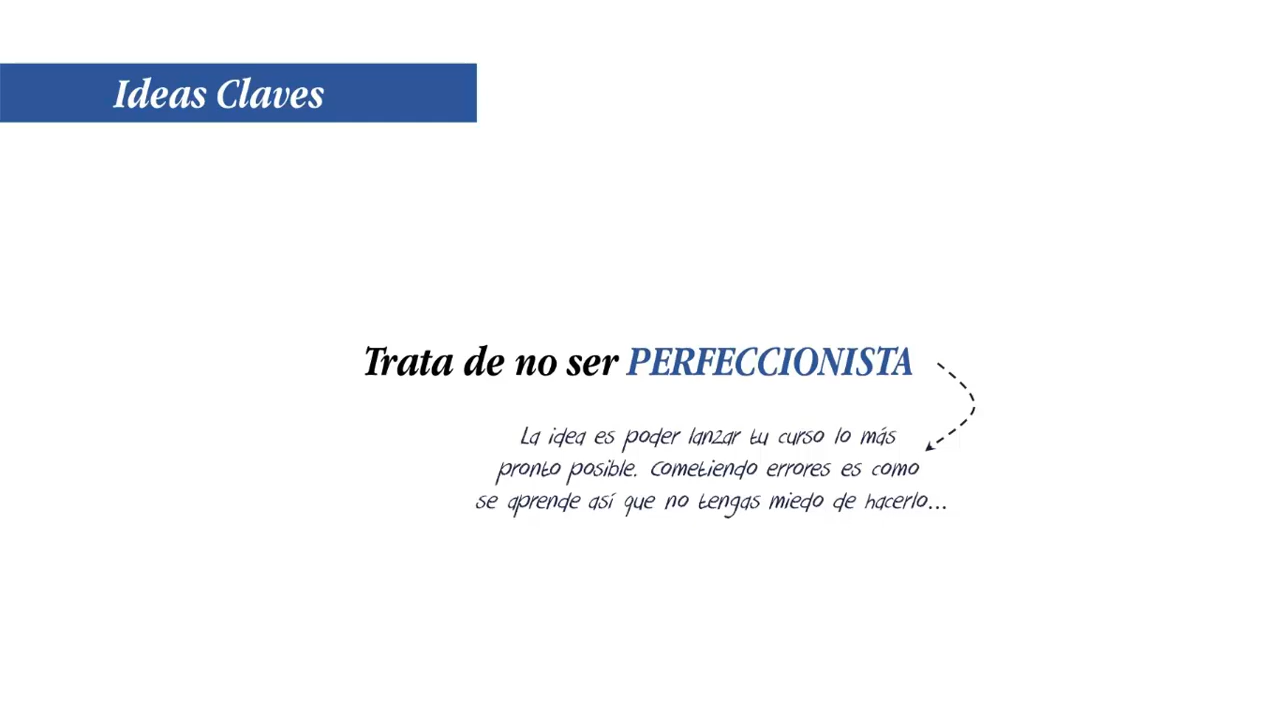 Ideas Claves
Trata de no ser PERFECCIONISTA
La idea es poder lanzar tu curso lo más
pronto posible. Cometiendo errores es como
se aprende así que no tengas miedo de hacerlo...